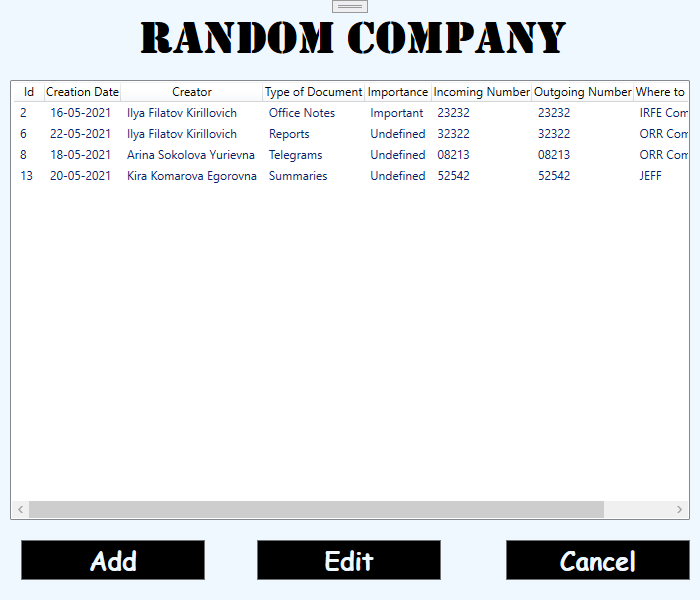 RANDOM COMPANY
Id Creation Date Creator Type of Document Importance Incoming Number Outgoing Number Where to
2 16-05-2021 Ilya Filatov Kirillovich Office Notes Important 23232 23232 IRFE Com
6 22-05-2021 Ilya Filatov Kirillovich Reports Undefined 32322 32322 ORR Com
8 18-05-2021 Arina Sokolova Yurievna Telegrams Undefined 08213 08213 ORR Com
13 20-05-2021 Kira Komarova Egorovna Summaries Undefined 52542 52542 JEFF
Add Edit Cancel